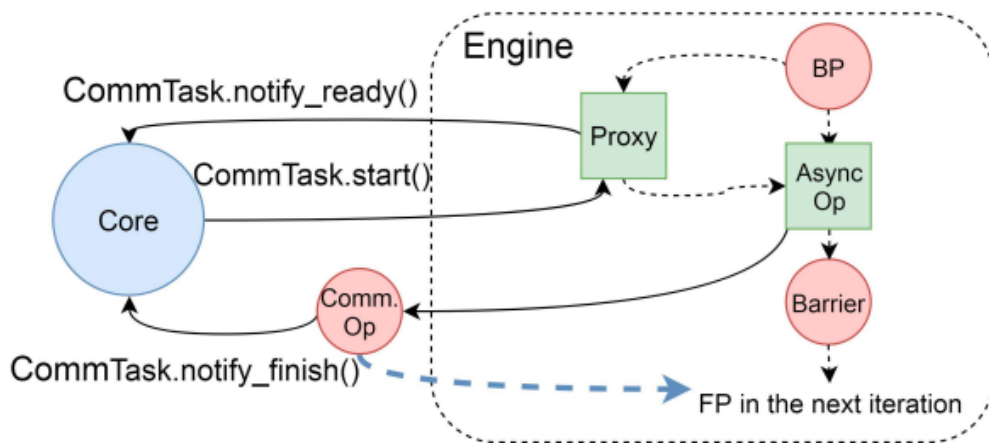 Engine
BP
CommTask.notify_ready()
Proxy
CommTask.start()
Async
Op
Core
Comm.
Op
Barrier
CommTask.notify_finish()
FP in the next iteration